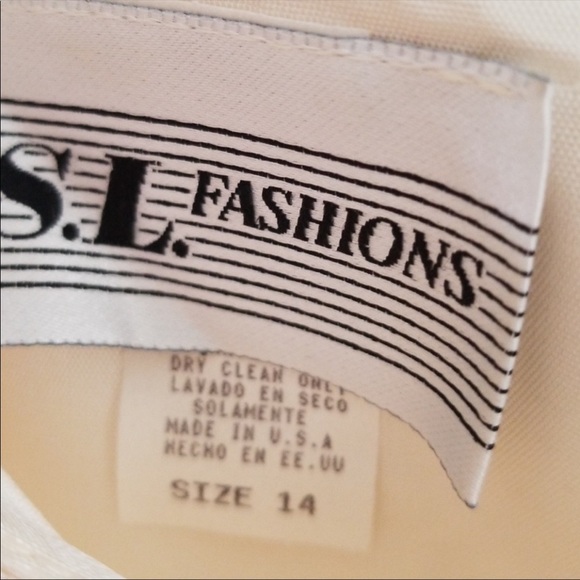 S.L. FASHIONS
DRY CLEAN ONLY
LAVADO EN SECO
SOLAMENTE
MADE IN U.S.A
HECHO EN EE.UU
SIZE 14